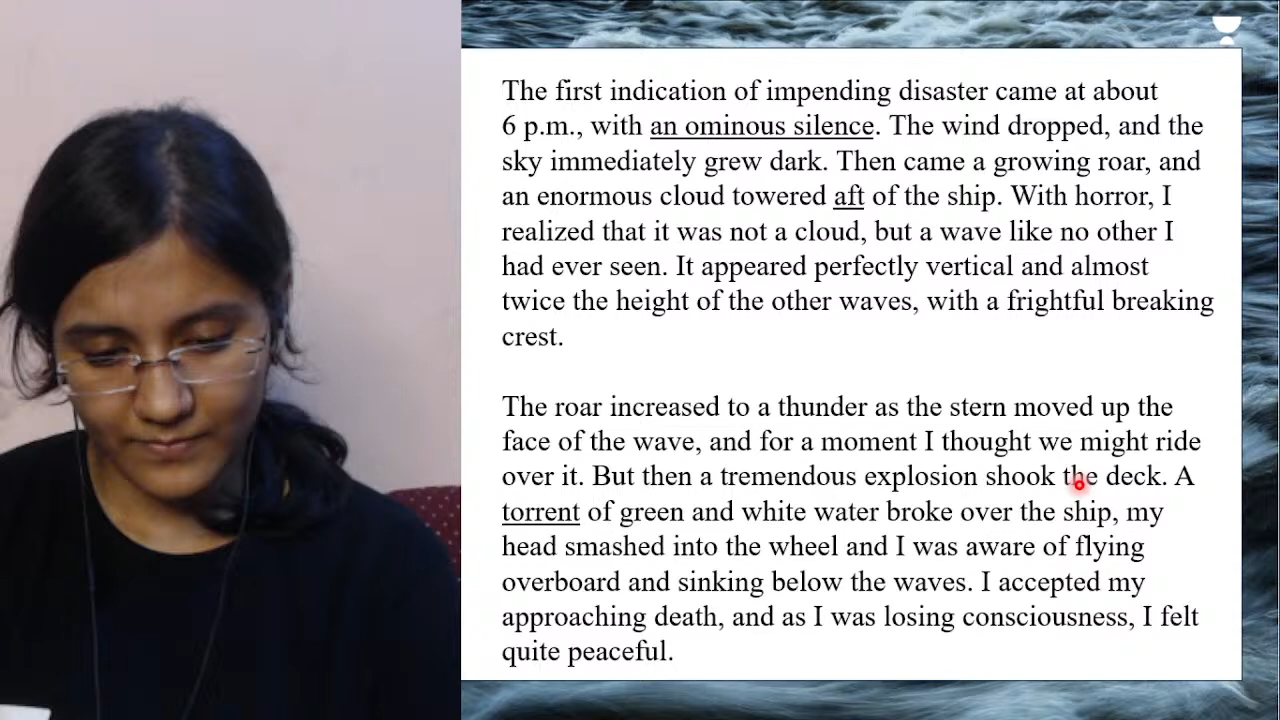 The first indication of impending disaster came at about
6 p.m., with an ominous silence. The wind dropped, and the
sky immediately grew dark. Then came a growing roar, and
an enormous cloud towered aft of the ship. With horror, I
realized that it was not a cloud, but a wave like no other I
had ever seen. It appeared perfectly vertical and almost
twice the height of the other waves, with a frightful breaking
crest.
The roar increased to a thunder as the stern moved up the
face of the wave, and for a moment I thought we might ride
over it. But then a tremendous explosion shook the deck. A
torrent of green and white water broke over the ship, my
head smashed into the wheel and I was aware of flying
overboard and sinking below the waves. I accepted my
approaching death, and as I was losing consciousness, I felt
quite peaceful.